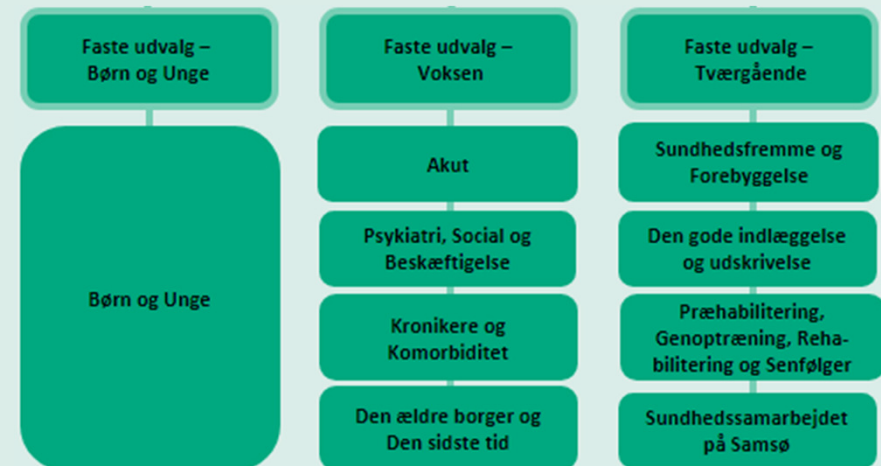 Faste udvalg –
Børn og Unge
Børn og Unge
Faste udvalg –
Voksen
Akut
Psykiatri, Social og
Beskæftigelse
Kronikere og
Komorbiditet
Den ældre borger og
Den sidste tid
Faste udvalg –
Tværgående
Sundhedsfremme og
Forebyggelse
Den gode indlæggelse
og udskrivelse
Præhabilitering,
Genoptræning, Reha-
bilitering og Senfølger
Sundhedssamarbejdet
på Samsø